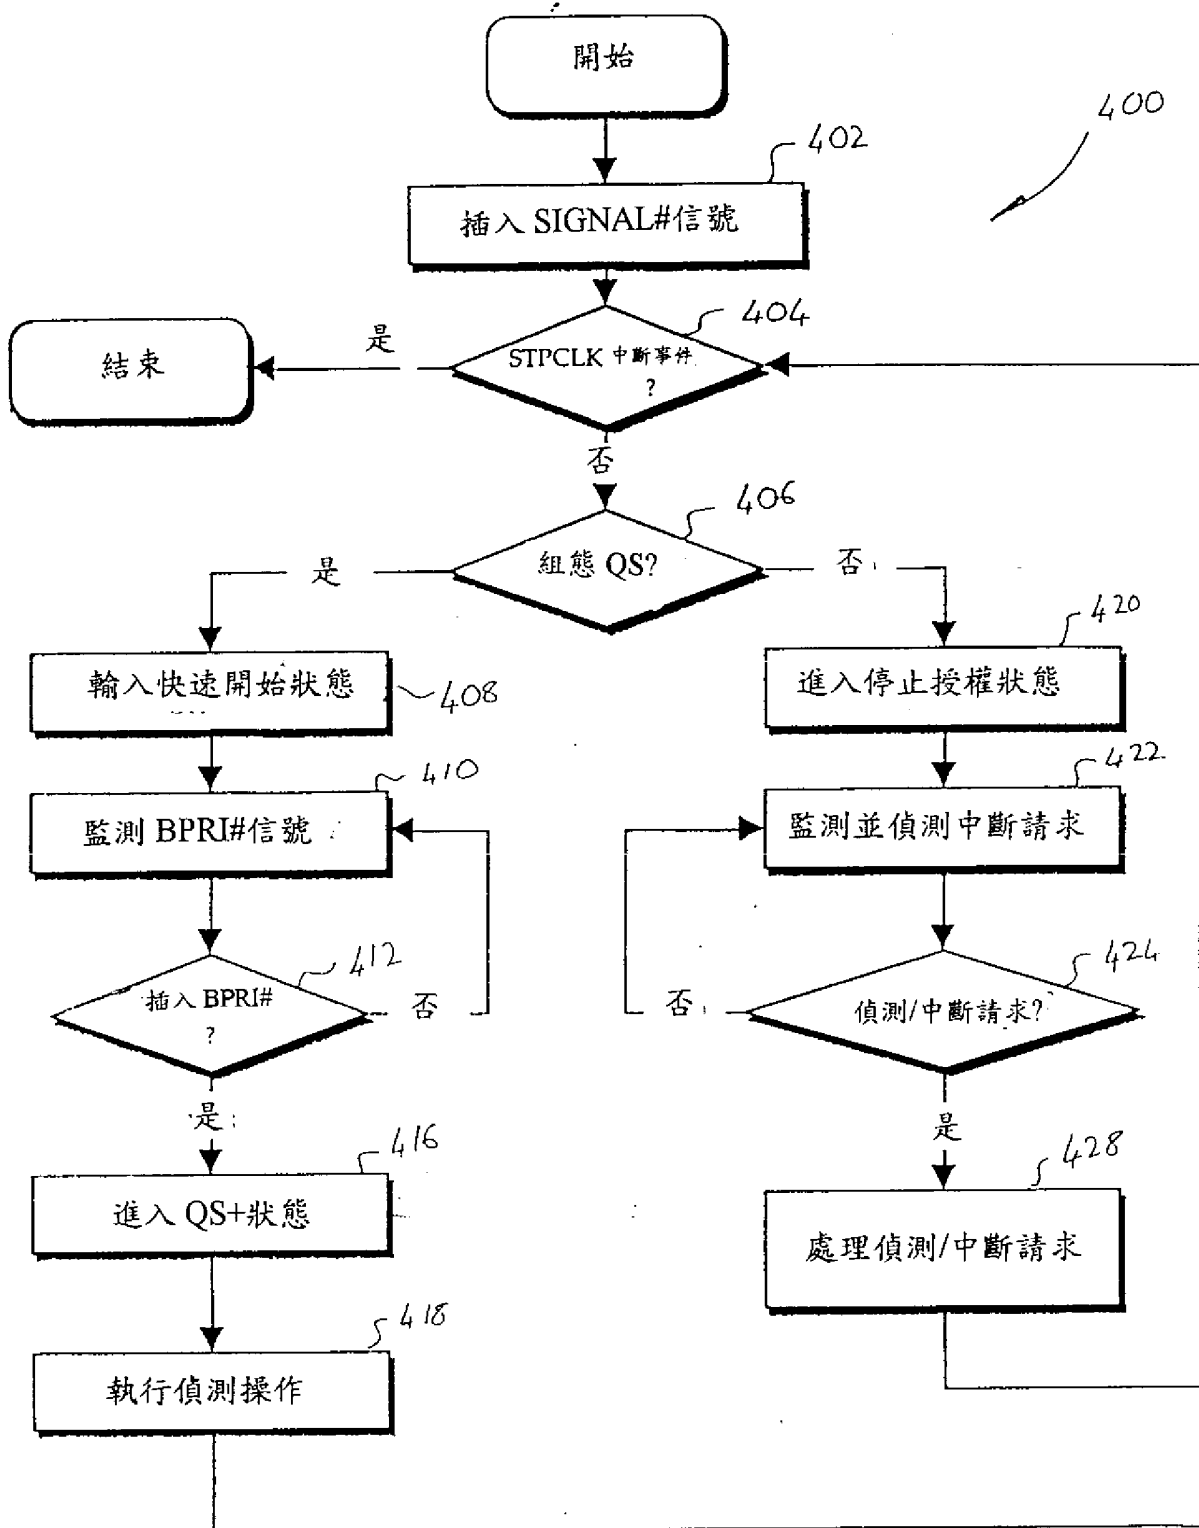 開始
400
402
插入 SIGNAL#信號
404
STPCLK 中斷事件
?
是
結束
否
406
組態 QS?
是
否
420
輸入快速開始狀態
408
進入停止授權狀態
410
422
監測 BPRI#信號
監測並偵測中斷請求
412
插入 BPRI#
?
否
424
偵測/中斷請求?
否
是
是
416
進入 QS+狀態
428
處理偵測/中斷請求
418
執行偵測操作